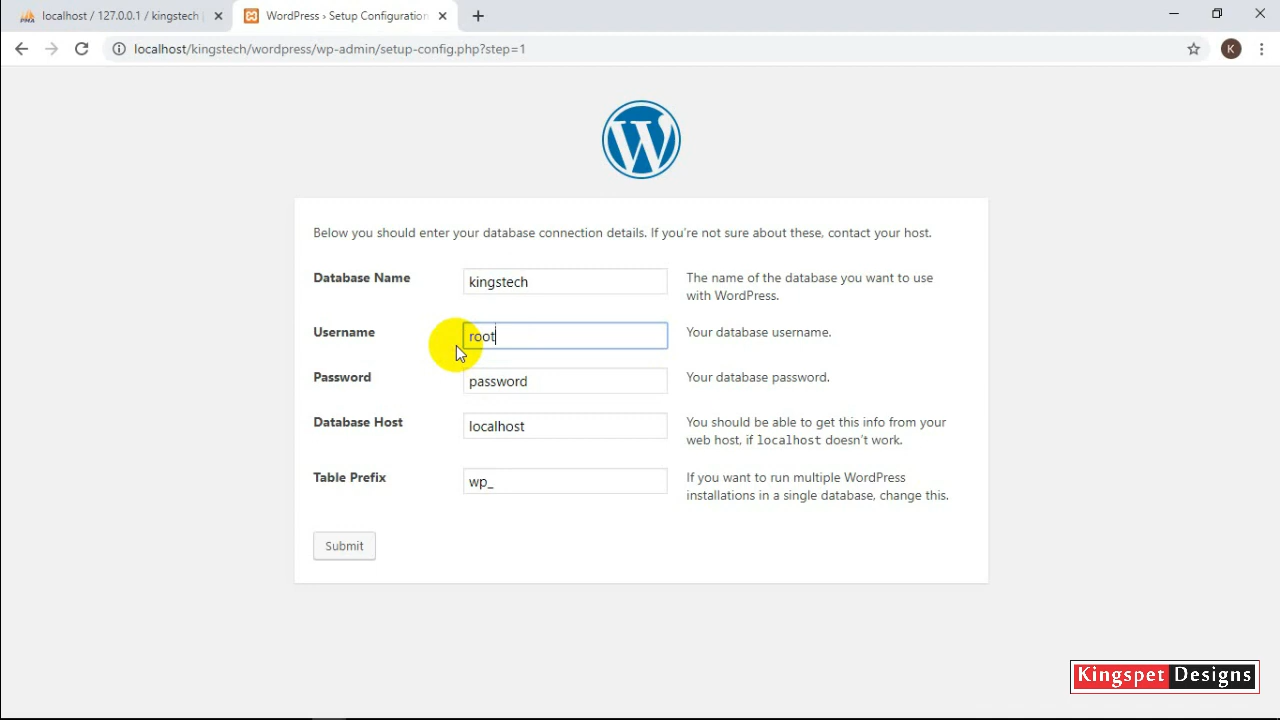 localhost / 127.0.0.1 / kingstech |
WordPress › Setup Configuration
localhost/kingstech/wordpress/wp-admin/setup-config.php?step=1
K
W
Below you should enter your database connection details. If you're not sure about these, contact your host.
Database Name
kingstech
The name of the database you want to use
with WordPress.
Username
root
Your database username.
Password
password
Your database password.
Database Host
localhost
You should be able to get this info from your
web host, if localhost doesn't work.
Table Prefix
wp_
If you want to run multiple WordPress
installations in a single database, change this.
Submit
Kingspet Designs